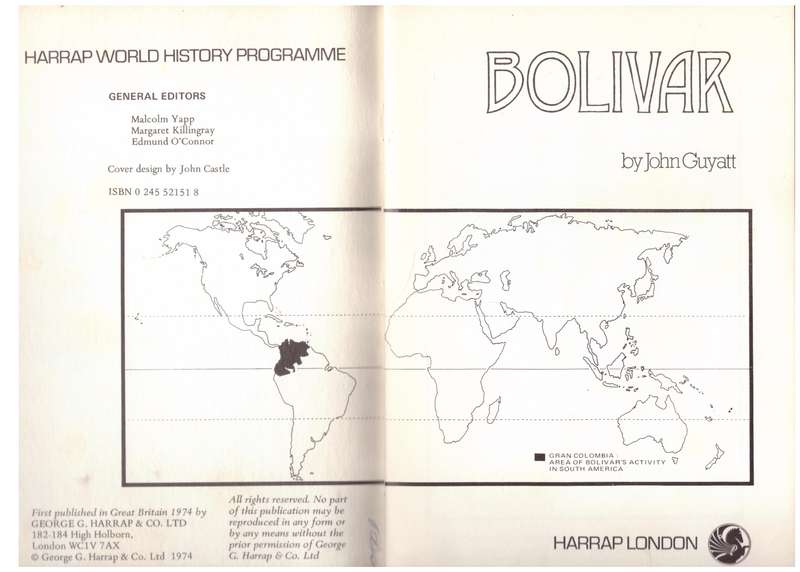 HARRAP WORLD HISTORY PROGRAMME
GENERAL EDITORS
Malcolm Yapp
Margaret Killingray
Edmund O'Connor
Cover design by John Castle
ISBN 0 245 52151 8
First published in Great Britain 1974 by
GEORGE G. HARRAP & CO. LTD
182-184 High Holborn,
London WC1V 7AX
© George G. Harrap & Co. Ltd 1974
All rights reserved. No part
of this publication may be
reproduced in any form or
by any means without the
prior permission of George
G. Harrap & Co. Ltd
BOLIVAR
by John Guyatt
GRAN COLOMBIA :
AREA OF BOLIVAR'S ACTIVITY
IN SOUTH AMERICA
HARRAP LONDON